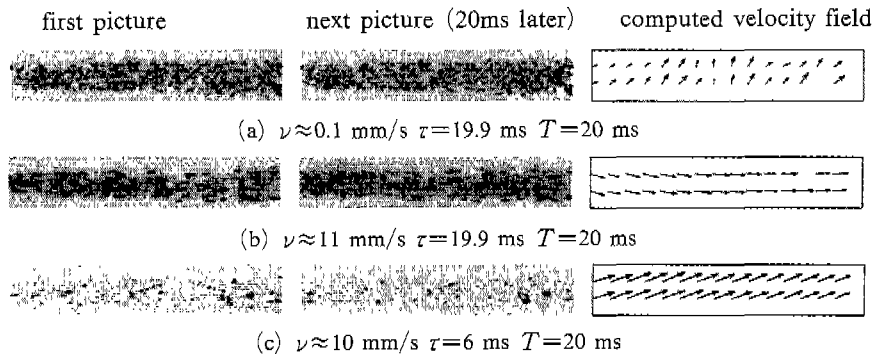 first picture next picture (20ms later) computed velocity field
(a) ν≈0.1 mm/s τ=19.9 ms T=20 ms
(b) ν≈11 mm/s τ=19.9 ms T=20 ms
(c) ν≈10 mm/s τ=6 ms T=20 ms